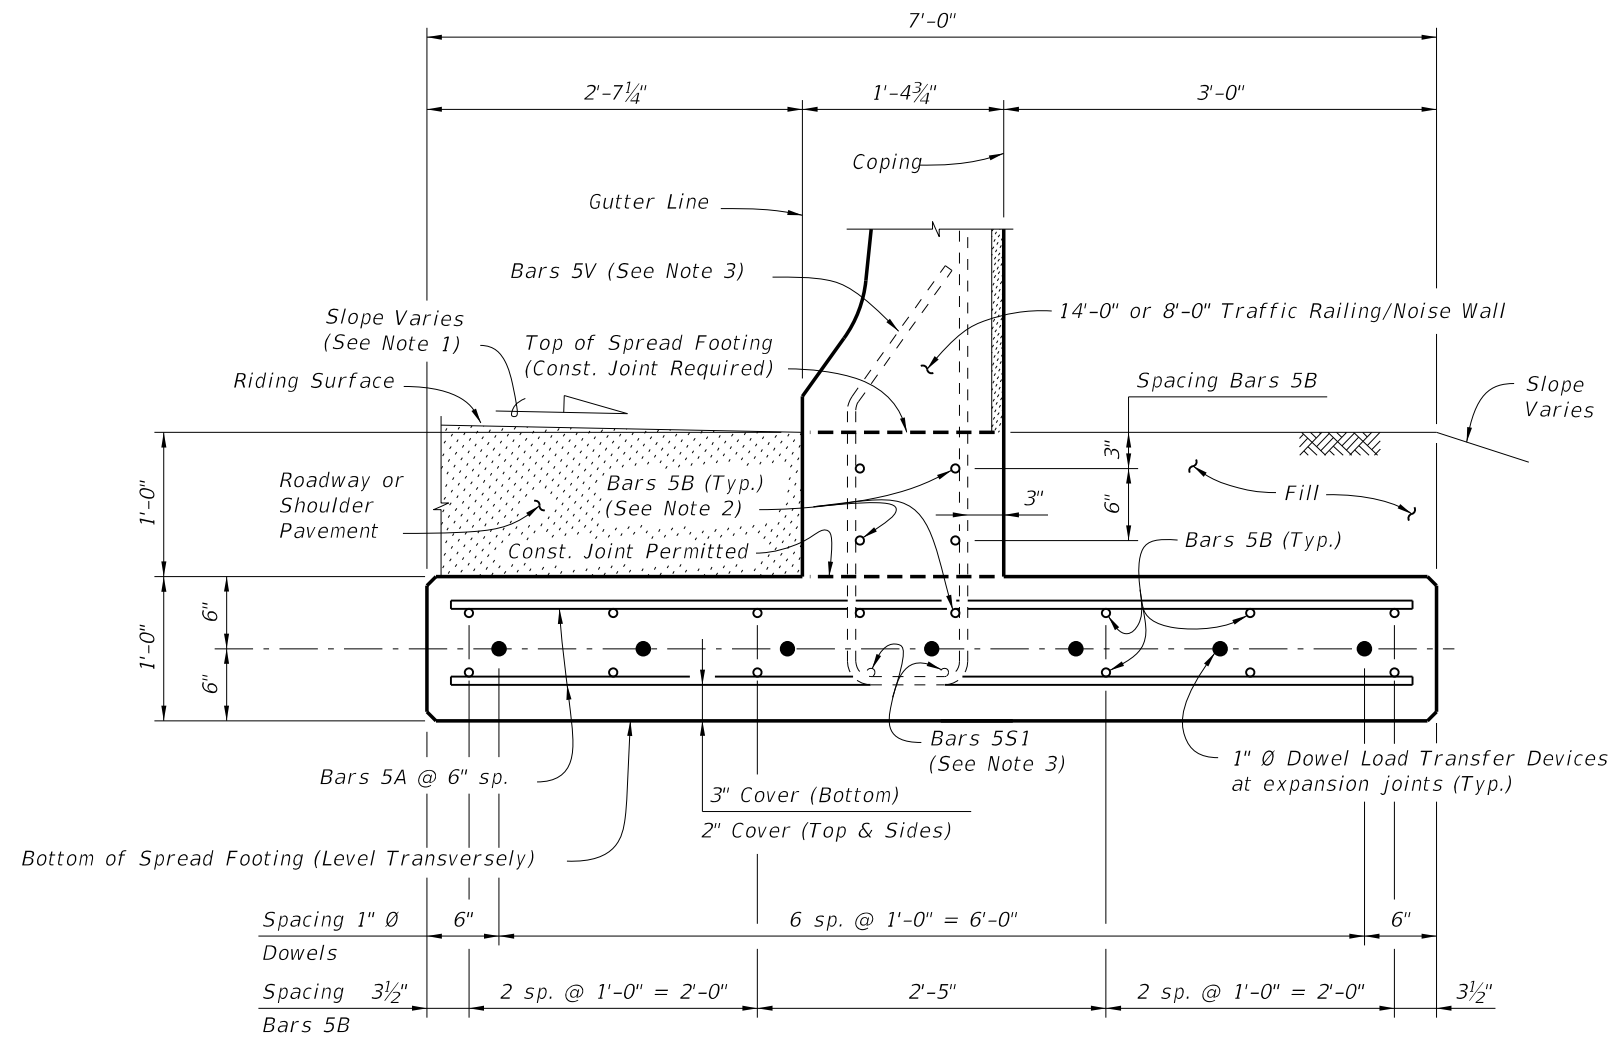 7'-0"
2'-7¼"
1'-4¾"
3'-0"
Coping
Gutter Line
Bars 5V (See Note 3)
Slope Varies
(See Note 1)
Top of Spread Footing
(Const. Joint Required)
14'-0" or 8'-0" Traffic Railing/Noise Wall
Riding Surface
Spacing Bars 5B
Slope
Varies
3"
Roadway or
Shoulder
Pavement
Bars 5B (Typ.)
(See Note 2)
Fill
1'-0"
3"
6"
Const. Joint Permitted
Bars 5B (Typ.)
6"
1'-0"
6"
Bars 5S1
(See Note 3)
1" Ø Dowel Load Transfer Devices
at expansion joints (Typ.)
Bars 5A @ 6" sp.
3" Cover (Bottom)
2" Cover (Top & Sides)
Bottom of Spread Footing (Level Transversely)
Spacing 1" Ø
Dowels
6"
6 sp. @ 1'-0" = 6'-0"
6"
Spacing
Bars 5B
3½"
2 sp. @ 1'-0" = 2'-0"
2'-5"
2 sp. @ 1'-0" = 2'-0"
3½"